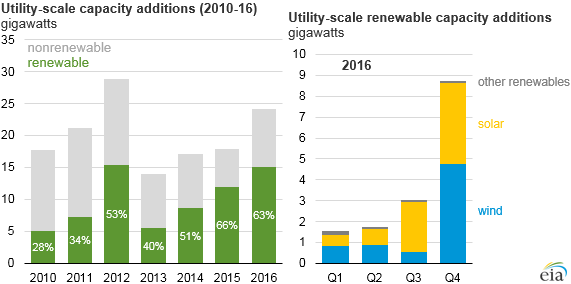 Utility-scale capacity additions (2010-16)
gigawatts
35
30
25
20
15
10
5
0
nonrenewable
renewable
28%
34%
53%
40%
51%
66%
63%
2010 2011 2012 2013 2014 2015 2016
Utility-scale renewable capacity additions
gigawatts
10
9
8
7
6
5
4
3
2
1
0
2016
other renewables
solar
wind
Q1 Q2 Q3 Q4
eia